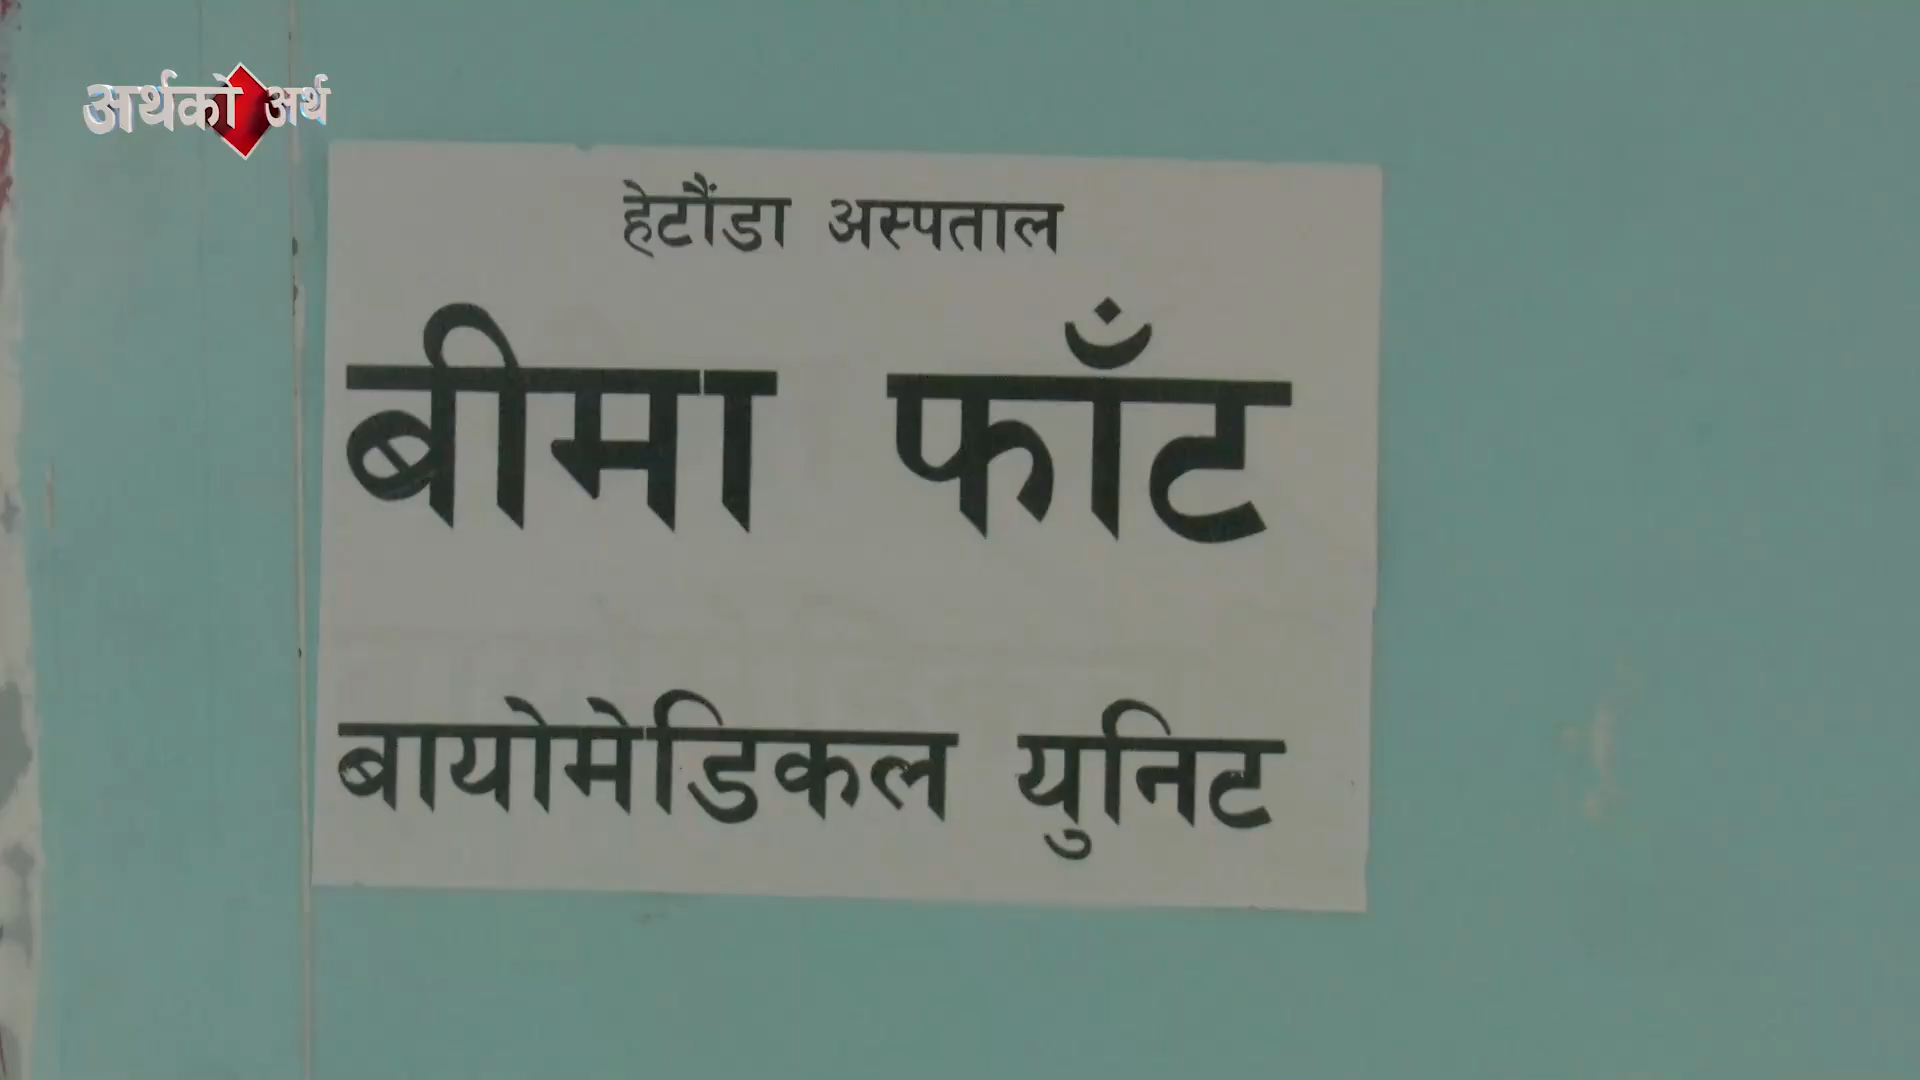 अर्थको अर्थ
हेटौंडा अस्पताल
बीमा फाँट
बायोमेडिकल युनिट